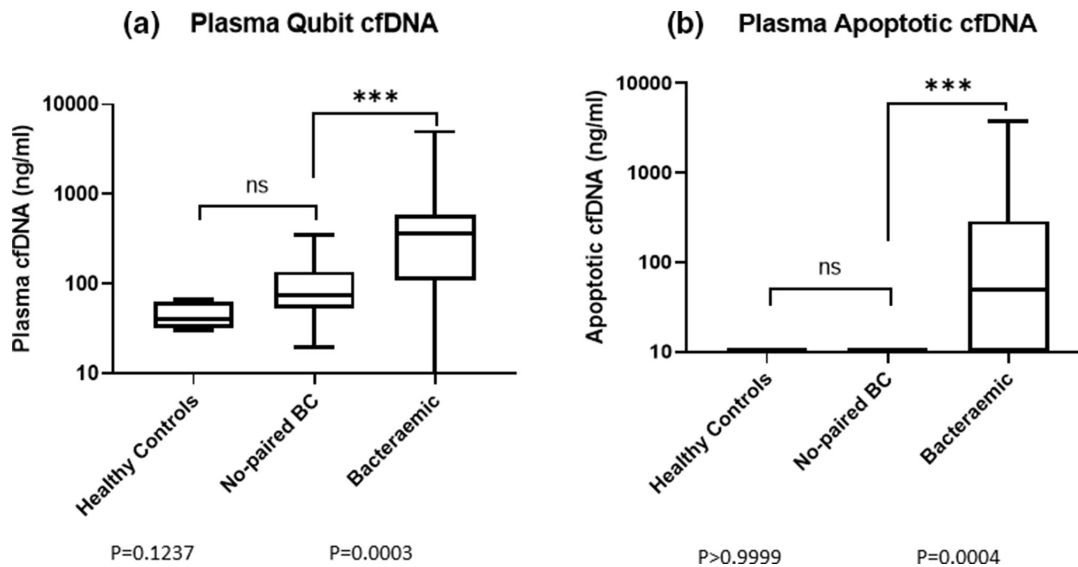 (a) Plasma Qubit cfDNA
Plasma cfDNA (ng/ml)
10000
1000
100
10
ns
***
Healthy Controls
No-paired BC
Bacteraemic
P=0.1237
P=0.0003
(b) Plasma Apoptotic cfDNA
Apoptotic cfDNA (ng/ml)
10000
1000
100
10
ns
***
Healthy Controls
No-paired BC
Bacteraemic
P>0.9999
P=0.0004